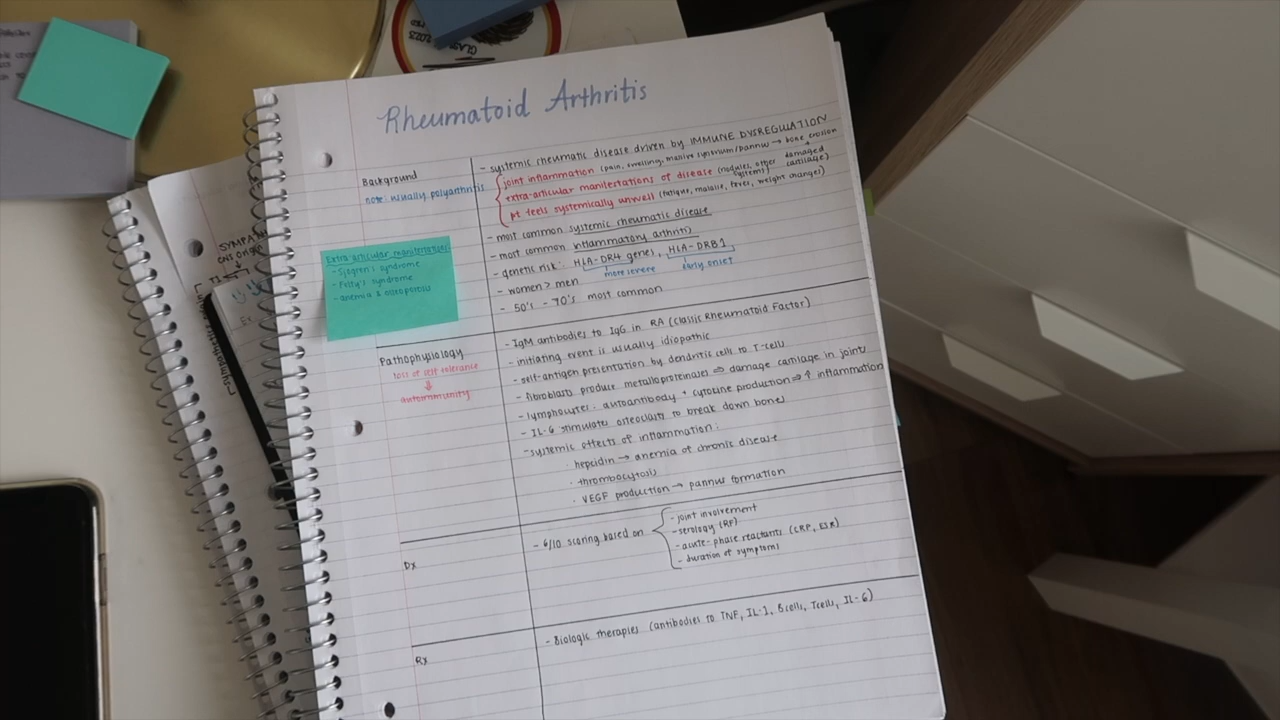 Rheumatoid Arthritis
Background
note: usually polyarthritis
- systemic rheumatic disease driven by IMMUNE DYSREGULATION
joint inflammation (pain, swelling, massive synovium/pannus → bone erosion + damaged cartilage)
extra-articular manifestations of disease (nodules, other systems)
pt feels systemically unwell (fatigue, malaise, fever, weight changes)
- most common systemic rheumatic disease
- most common inflammatory arthritis
- genetic risk: HLA-DR4 genes, HLA-DRB1
more severe early onset
- women > men
- 50's - 70's most common
Extra articular manifestations:
- Sjogren's syndrome
- Felty's syndrome
- anemia & osteoporosis
Pathophysiology
loss of self tolerance
⇓
autoimmunity
- IgM antibodies to IgG in RA (classic Rheumatoid Factor)
- initiating event is usually idiopathic
- self-antigen presentation by dendritic cells to T-cells
- fibroblasts produce metalloproteinases ⇒ damage cartilage in joints
- lymphocytes: autoantibody + cytokine production ⇒ ↑ inflammation
- IL-6 stimulates osteoclasts to break down bones
- systemic effects of inflammation:
· hepcidin → anemia of chronic disease
· thrombocytosis
· VEGF production → pannus formation
Dx
- 6/10 scoring based on
- joint involvement
- serology (RF)
- acute-phase reactants (CRP, ESR)
- duration of symptoms
Rx
- Biologic therapies (antibodies to TNF, IL-1, B cells, T cells, IL-6)